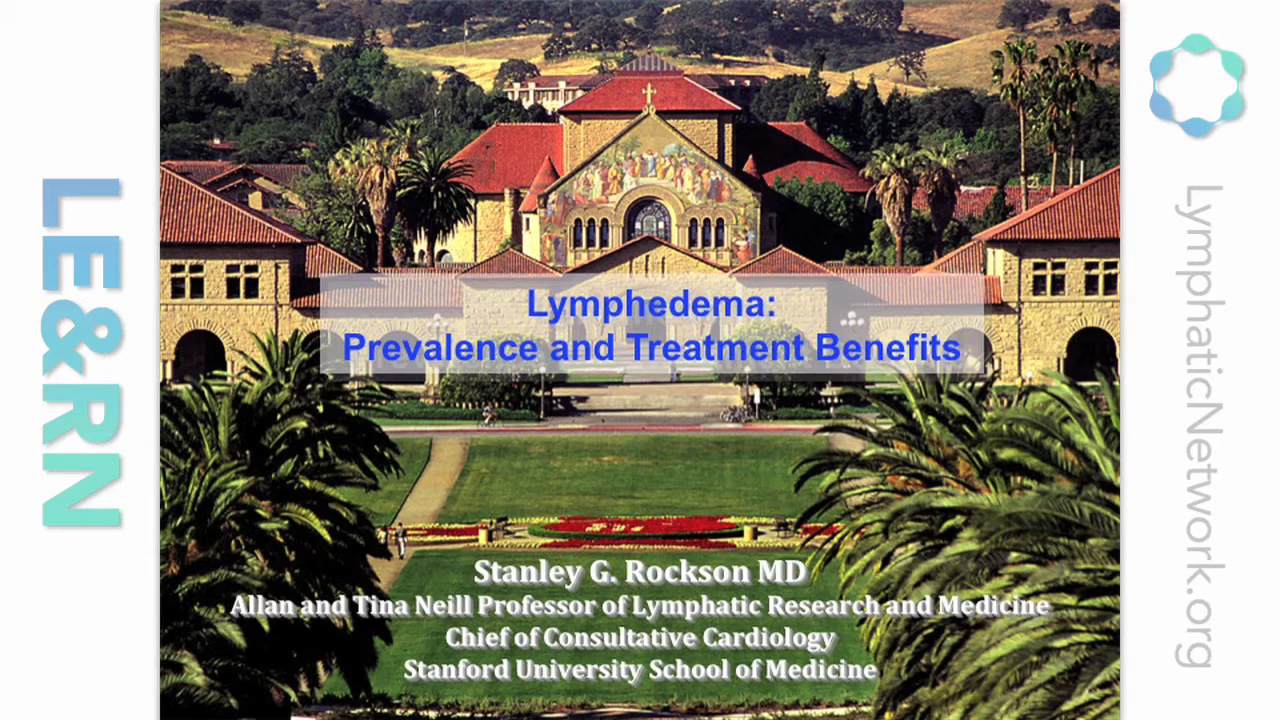 LE&RN
Lymphedema:
Prevalence and Treatment Benefits
Stanley G. Rockson MD
Allan and Tina Neill Professor of Lymphatic Research and Medicine
Chief of Consultative Cardiology
Stanford University School of Medicine
LymphaticNetwork.org